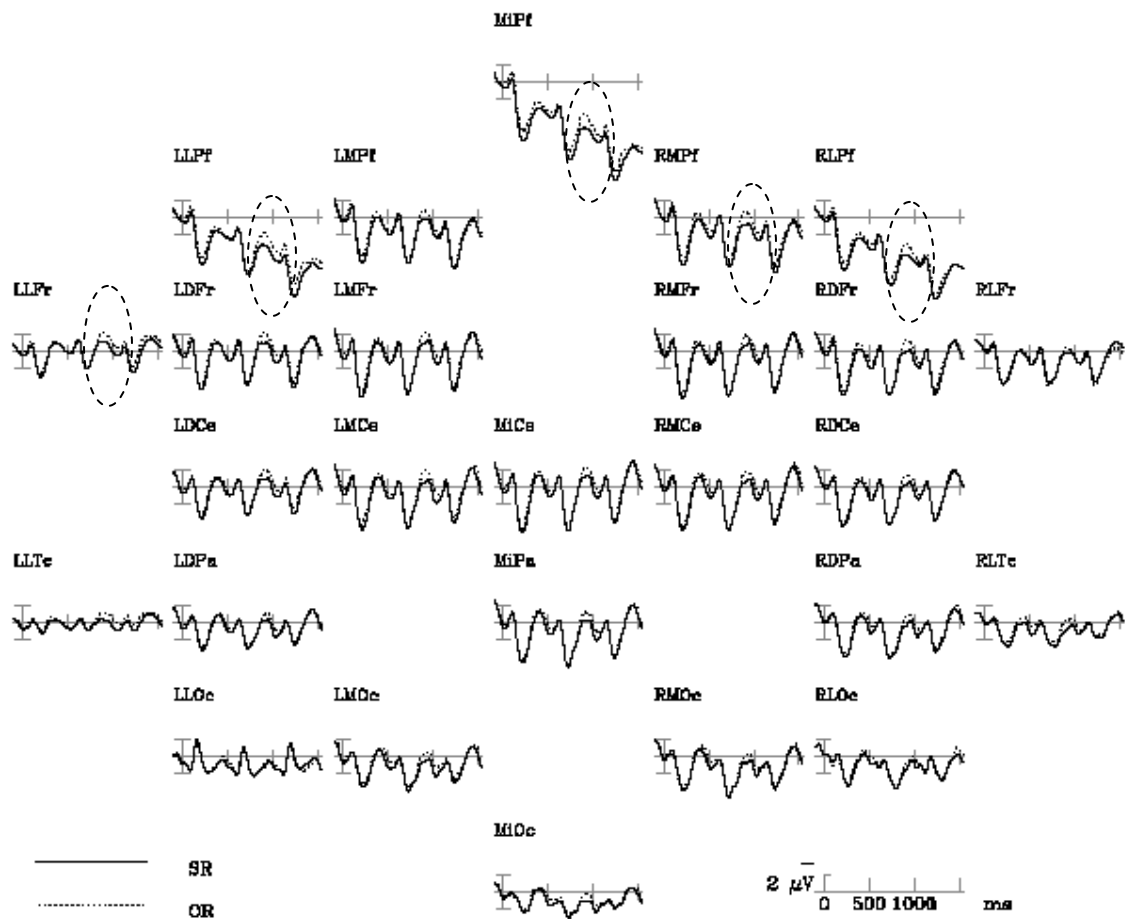 MiPf
LLPf LMPf RMPf RLPf
LLFr LDFr LMFr RMFr RDFr RLFr
LDCe LMCe MiCe RMCe RDCe
LLTe LDPa MiPa RDPa RLTe
LLOc LMOc RMOc RLOc
MiOc
SR
OR
2 µV
0 500 1000 ms